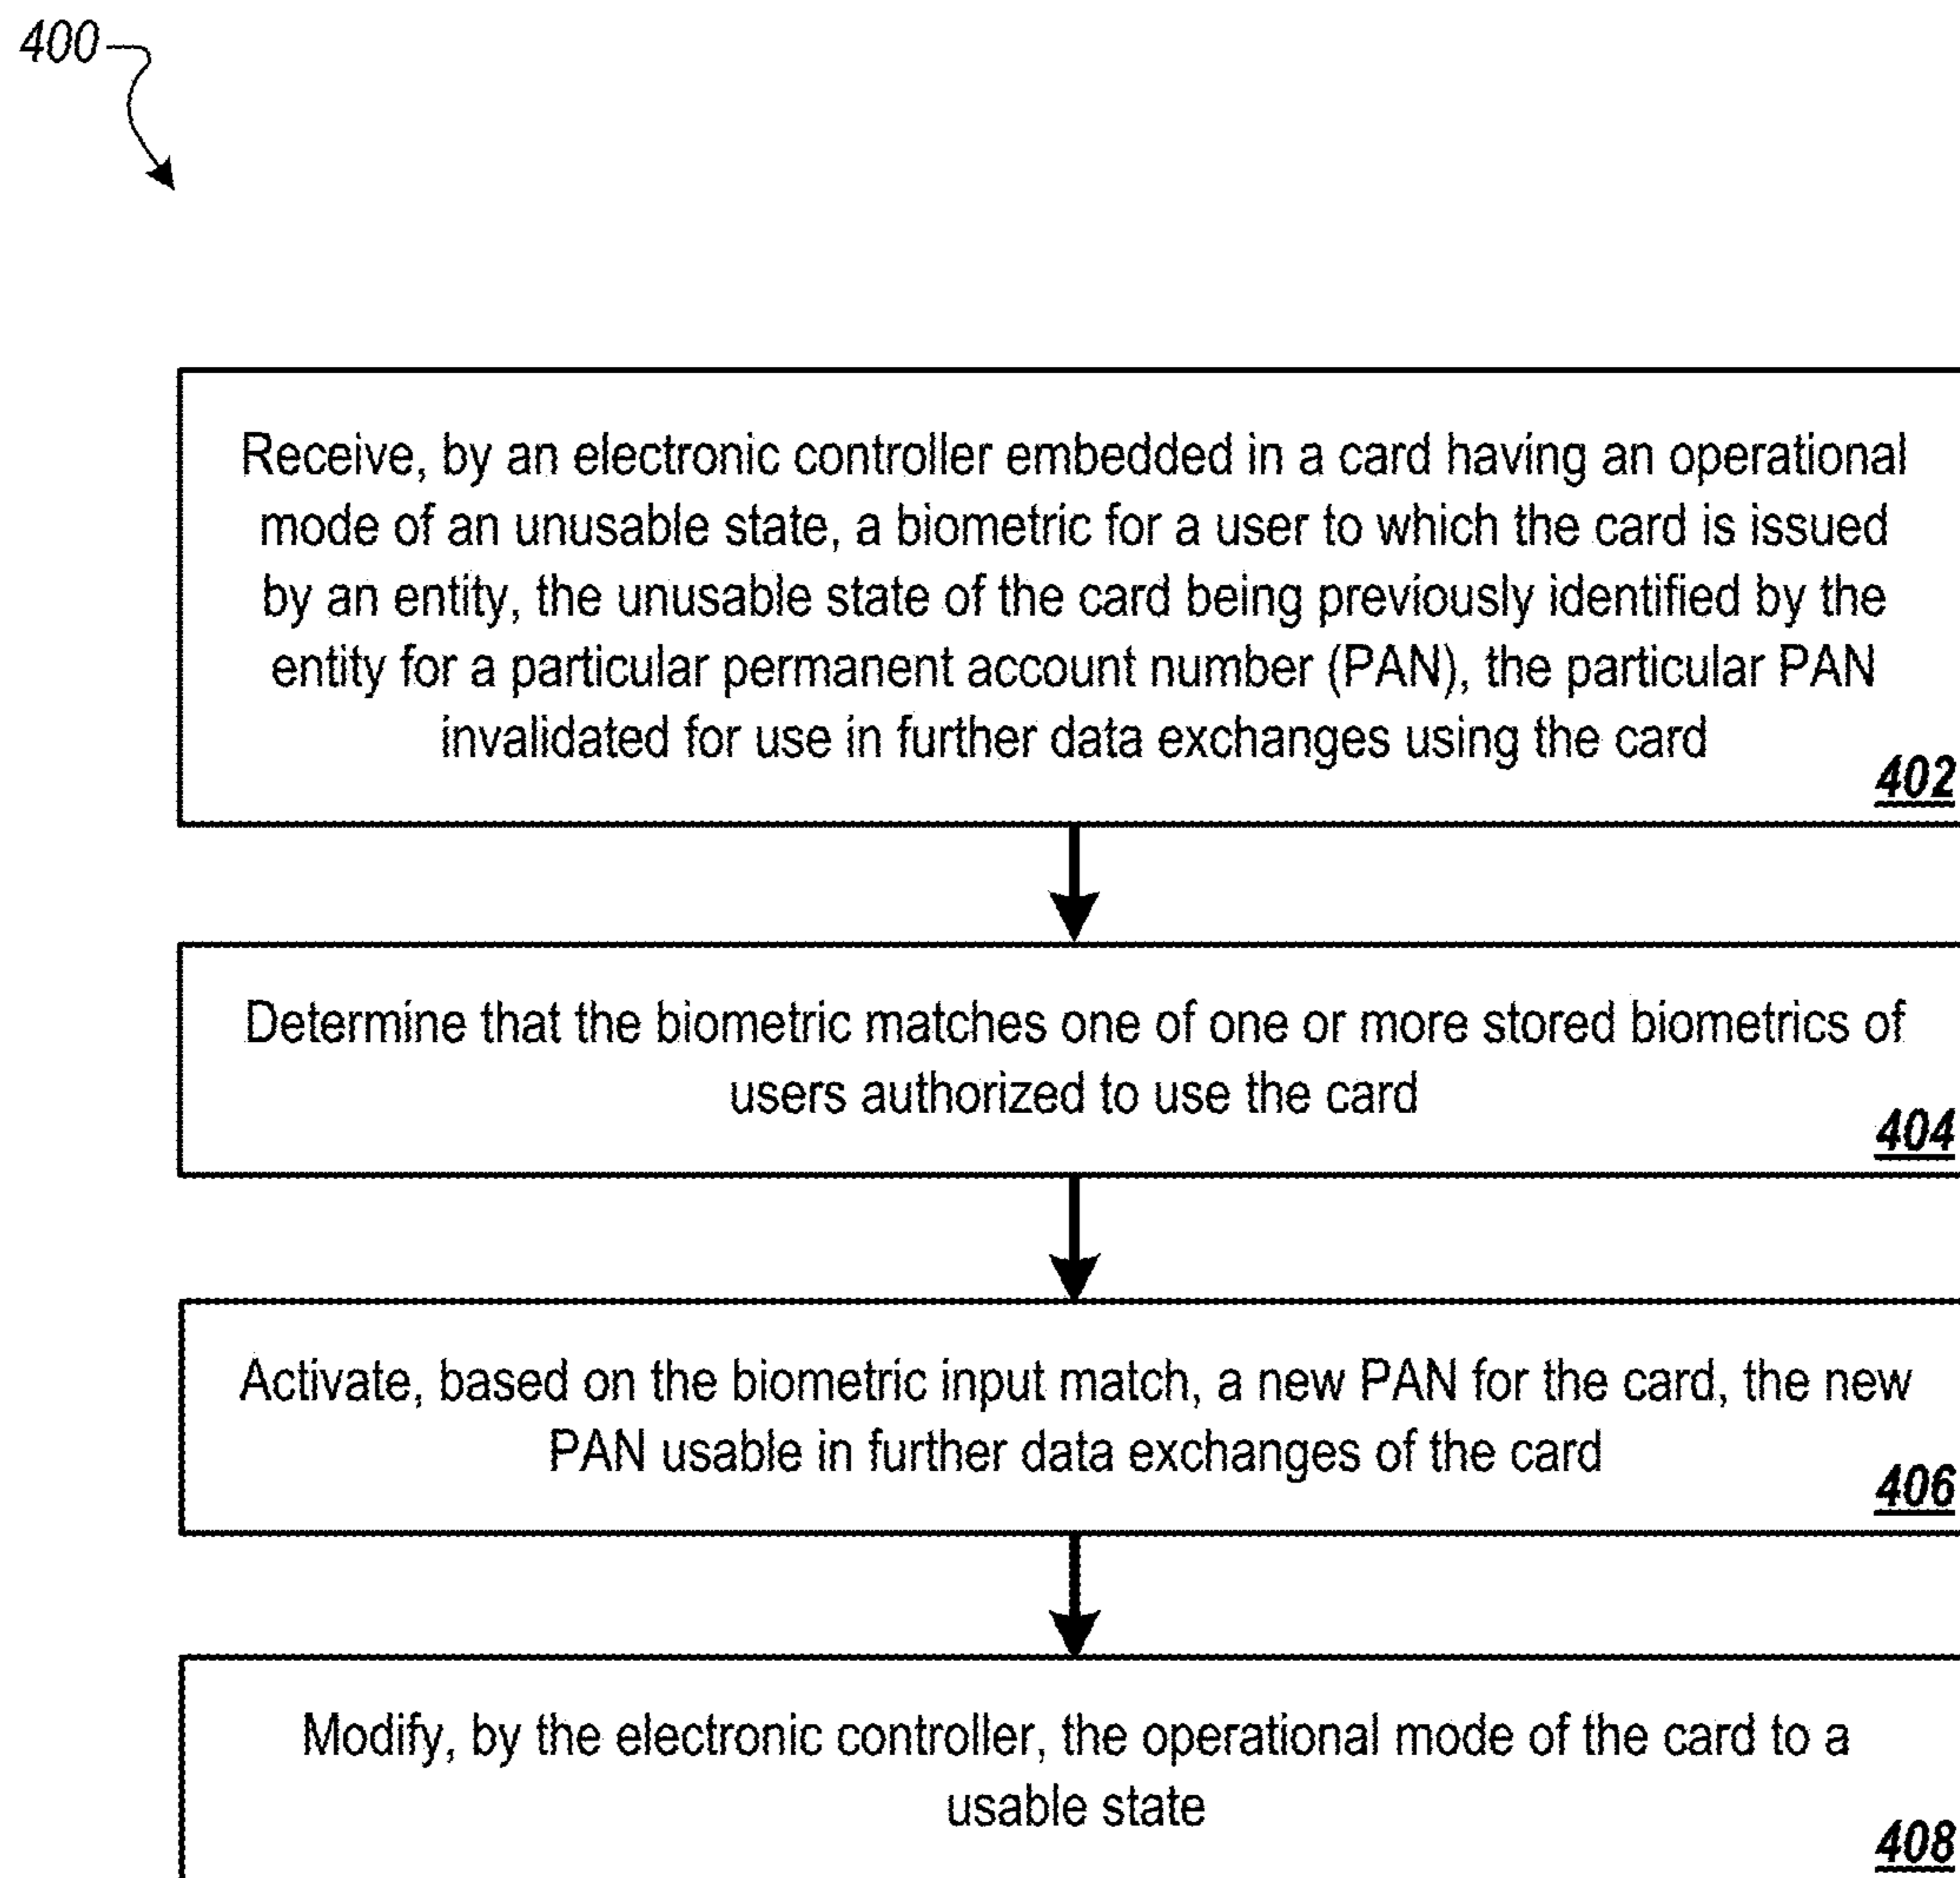 400
Receive, by an electronic controller embedded in a card having an operational
mode of an unusable state, a biometric for a user to which the card is issued
by an entity, the unusable state of the card being previously identified by the
entity for a particular permanent account number (PAN), the particular PAN
invalidated for use in further data exchanges using the card
402
Determine that the biometric matches one of one or more stored biometrics of
users authorized to use the card
404
Activate, based on the biometric input match, a new PAN for the card, the new
PAN usable in further data exchanges of the card
406
Modify, by the electronic controller, the operational mode of the card to a
usable state
408